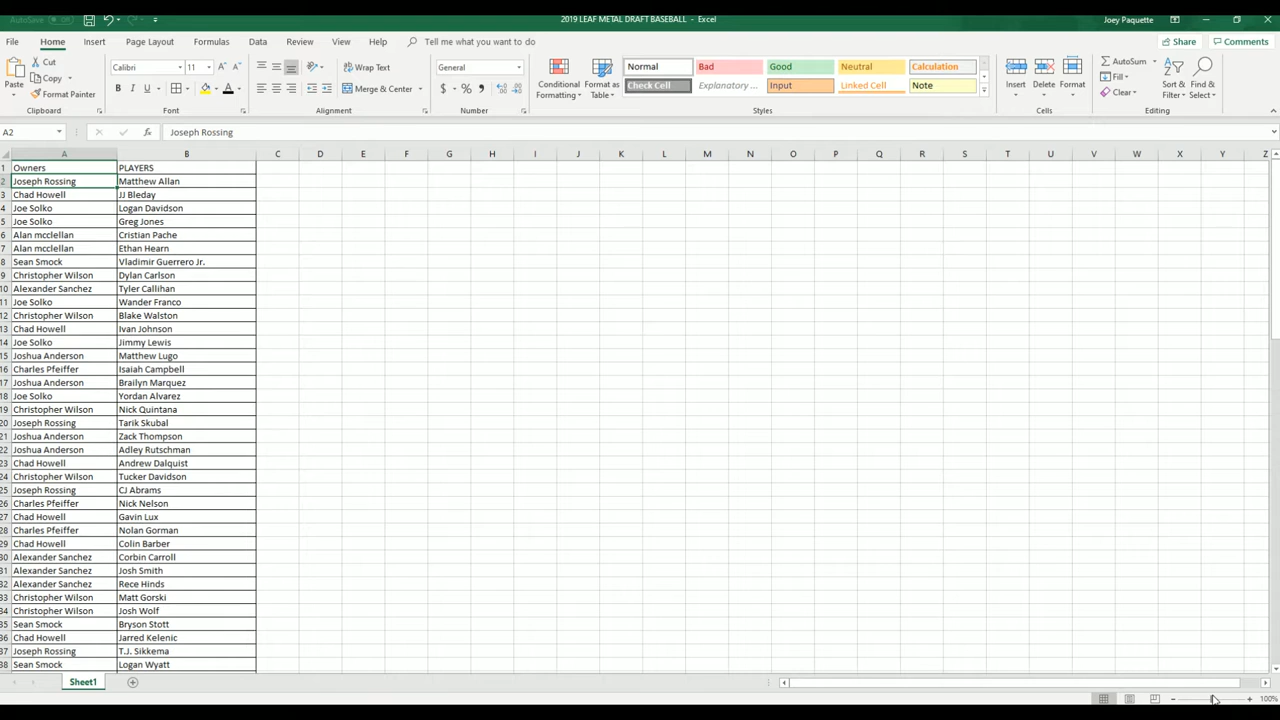 AutoSave Off 2019 LEAF METAL DRAFT BASEBALL - Excel Joey Paquette
File Home Insert Page Layout Formulas Data Review View Help Tell me what you want to do Share Comments
Paste Cut Copy Format Painter
Calibri 11 Wrap Text General
Merge & Center
Conditional Formatting Format as Table
Normal Bad Good Neutral Calculation
Check Cell Explanatory ... Input Linked Cell Note
Insert Delete Format
AutoSum Fill Clear Sort & Filter Find & Select
Clipboard Font Alignment Number Styles Cells Editing
A2 fx Joseph Rossing
A B C D E F G H I J K L M N O P Q R S T U V W X Y Z
1 Owners PLAYERS
2 Joseph Rossing Matthew Allan
3 Chad Howell JJ Bleday
4 Joe Solko Logan Davidson
5 Joe Solko Greg Jones
6 Alan mcclellan Cristian Pache
7 Alan mcclellan Ethan Hearn
8 Sean Smock Vladimir Guerrero Jr.
9 Christopher Wilson Dylan Carlson
10 Alexander Sanchez Tyler Callihan
11 Joe Solko Wander Franco
12 Christopher Wilson Blake Walston
13 Chad Howell Ivan Johnson
14 Joe Solko Jimmy Lewis
15 Joshua Anderson Matthew Lugo
16 Charles Pfeiffer Isaiah Campbell
17 Joshua Anderson Brailyn Marquez
18 Joe Solko Yordan Alvarez
19 Christopher Wilson Nick Quintana
20 Joseph Rossing Tarik Skubal
21 Joshua Anderson Zack Thompson
22 Joshua Anderson Adley Rutschman
23 Chad Howell Andrew Dalquist
24 Christopher Wilson Tucker Davidson
25 Joseph Rossing CJ Abrams
26 Charles Pfeiffer Nick Nelson
27 Chad Howell Gavin Lux
28 Charles Pfeiffer Nolan Gorman
29 Chad Howell Colin Barber
30 Alexander Sanchez Corbin Carroll
31 Alexander Sanchez Josh Smith
32 Alexander Sanchez Rece Hinds
33 Christopher Wilson Matt Gorski
34 Christopher Wilson Josh Wolf
35 Sean Smock Bryson Stott
36 Chad Howell Jarred Kelenic
37 Joseph Rossing T.J. Sikkema
38 Sean Smock Logan Wyatt
Sheet1
100%